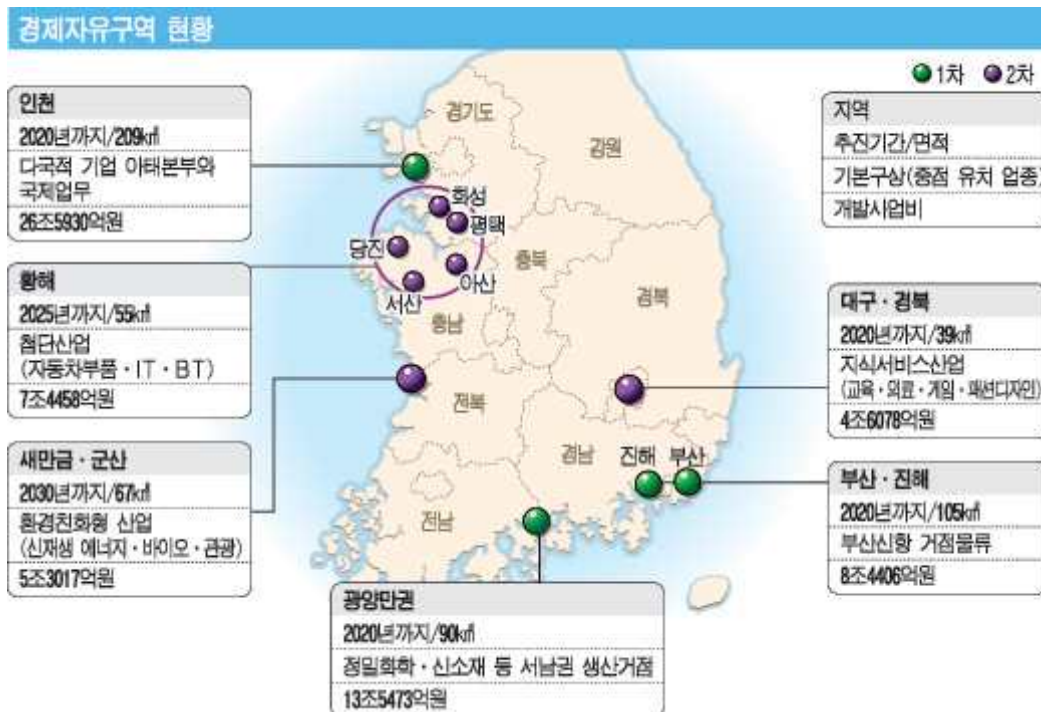 경제자유구역 현황
1차 2차
인천
2020년까지/209㎢
다국적 기업 아태본부와
국제업무
26조5930억원
황해
2025년까지/55㎢
첨단산업
(자동차부품·IT·BT)
7조4458억원
새만금·군산
2030년까지/67㎢
환경친화형 산업
(신재생 에너지·바이오·관광)
5조3017억원
경기도
강원
화성
평택
당진
아산
서산
충북
충남
경북
전북
경남
진해
부산
전남
지역
추진기간/면적
기본구상(중점 유치 업종)
개발사업비
대구·경북
2020년까지/39㎢
지식서비스산업
(교육·의료·게임·패션디자인)
4조6078억원
부산·진해
2020년까지/105㎢
부산신항 거점물류
8조4406억원
광양만권
2020년까지/90㎢
정밀화학·신소재 등 서남권 생산거점
13조5473억원